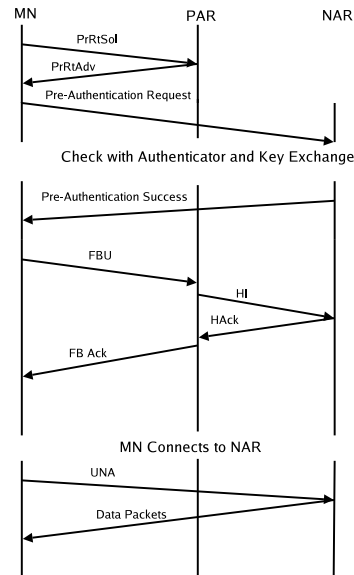 MN PAR NAR
PrRtSol
PrRtAdv
Pre-Authentication Request
Check with Authenticator and Key Exchange
Pre-Authentication Success
FBU
HI
HAck
FB Ack
MN Connects to NAR
UNA
Data Packets